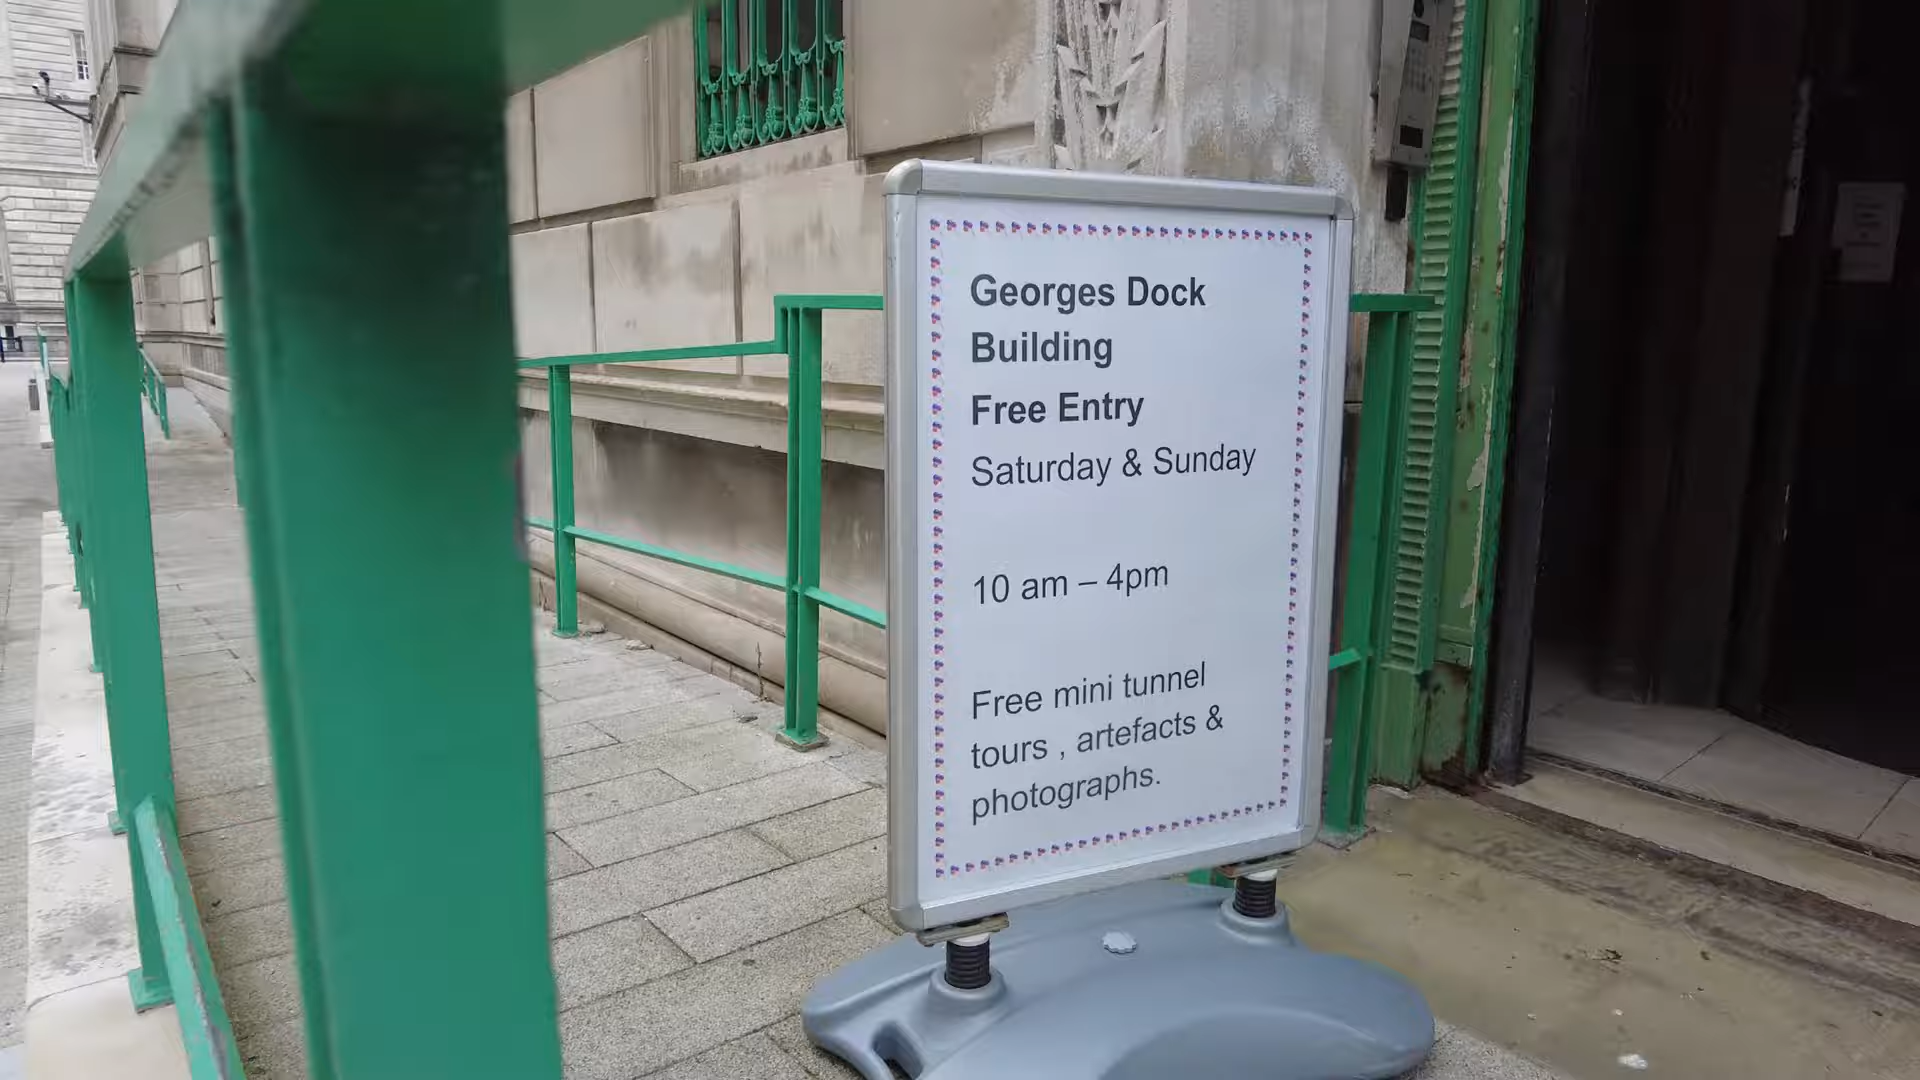 Georges Dock
Building
Free Entry
Saturday & Sunday
10 am – 4pm
Free mini tunnel
tours , artefacts &
photographs.